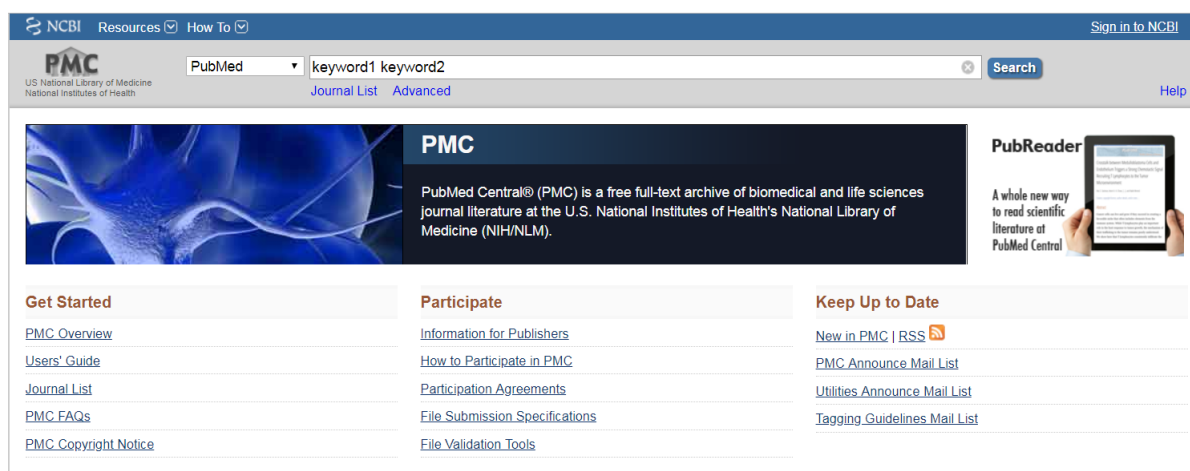 NCBI Resources How To Sign in to NCBI
PMC
US National Library of Medicine
National Institutes of Health
PubMed keyword1 keyword2 Search
Journal List Advanced Help
PMC
PubMed Central® (PMC) is a free full-text archive of biomedical and life sciences
journal literature at the U.S. National Institutes of Health's National Library of
Medicine (NIH/NLM).
PubReader
A whole new way
to read scientific
literature at
PubMed Central
Get Started
PMC Overview
Users' Guide
Journal List
PMC FAQs
PMC Copyright Notice
Participate
Information for Publishers
How to Participate in PMC
Participation Agreements
File Submission Specifications
File Validation Tools
Keep Up to Date
New in PMC | RSS
PMC Announce Mail List
Utilities Announce Mail List
Tagging Guidelines Mail List